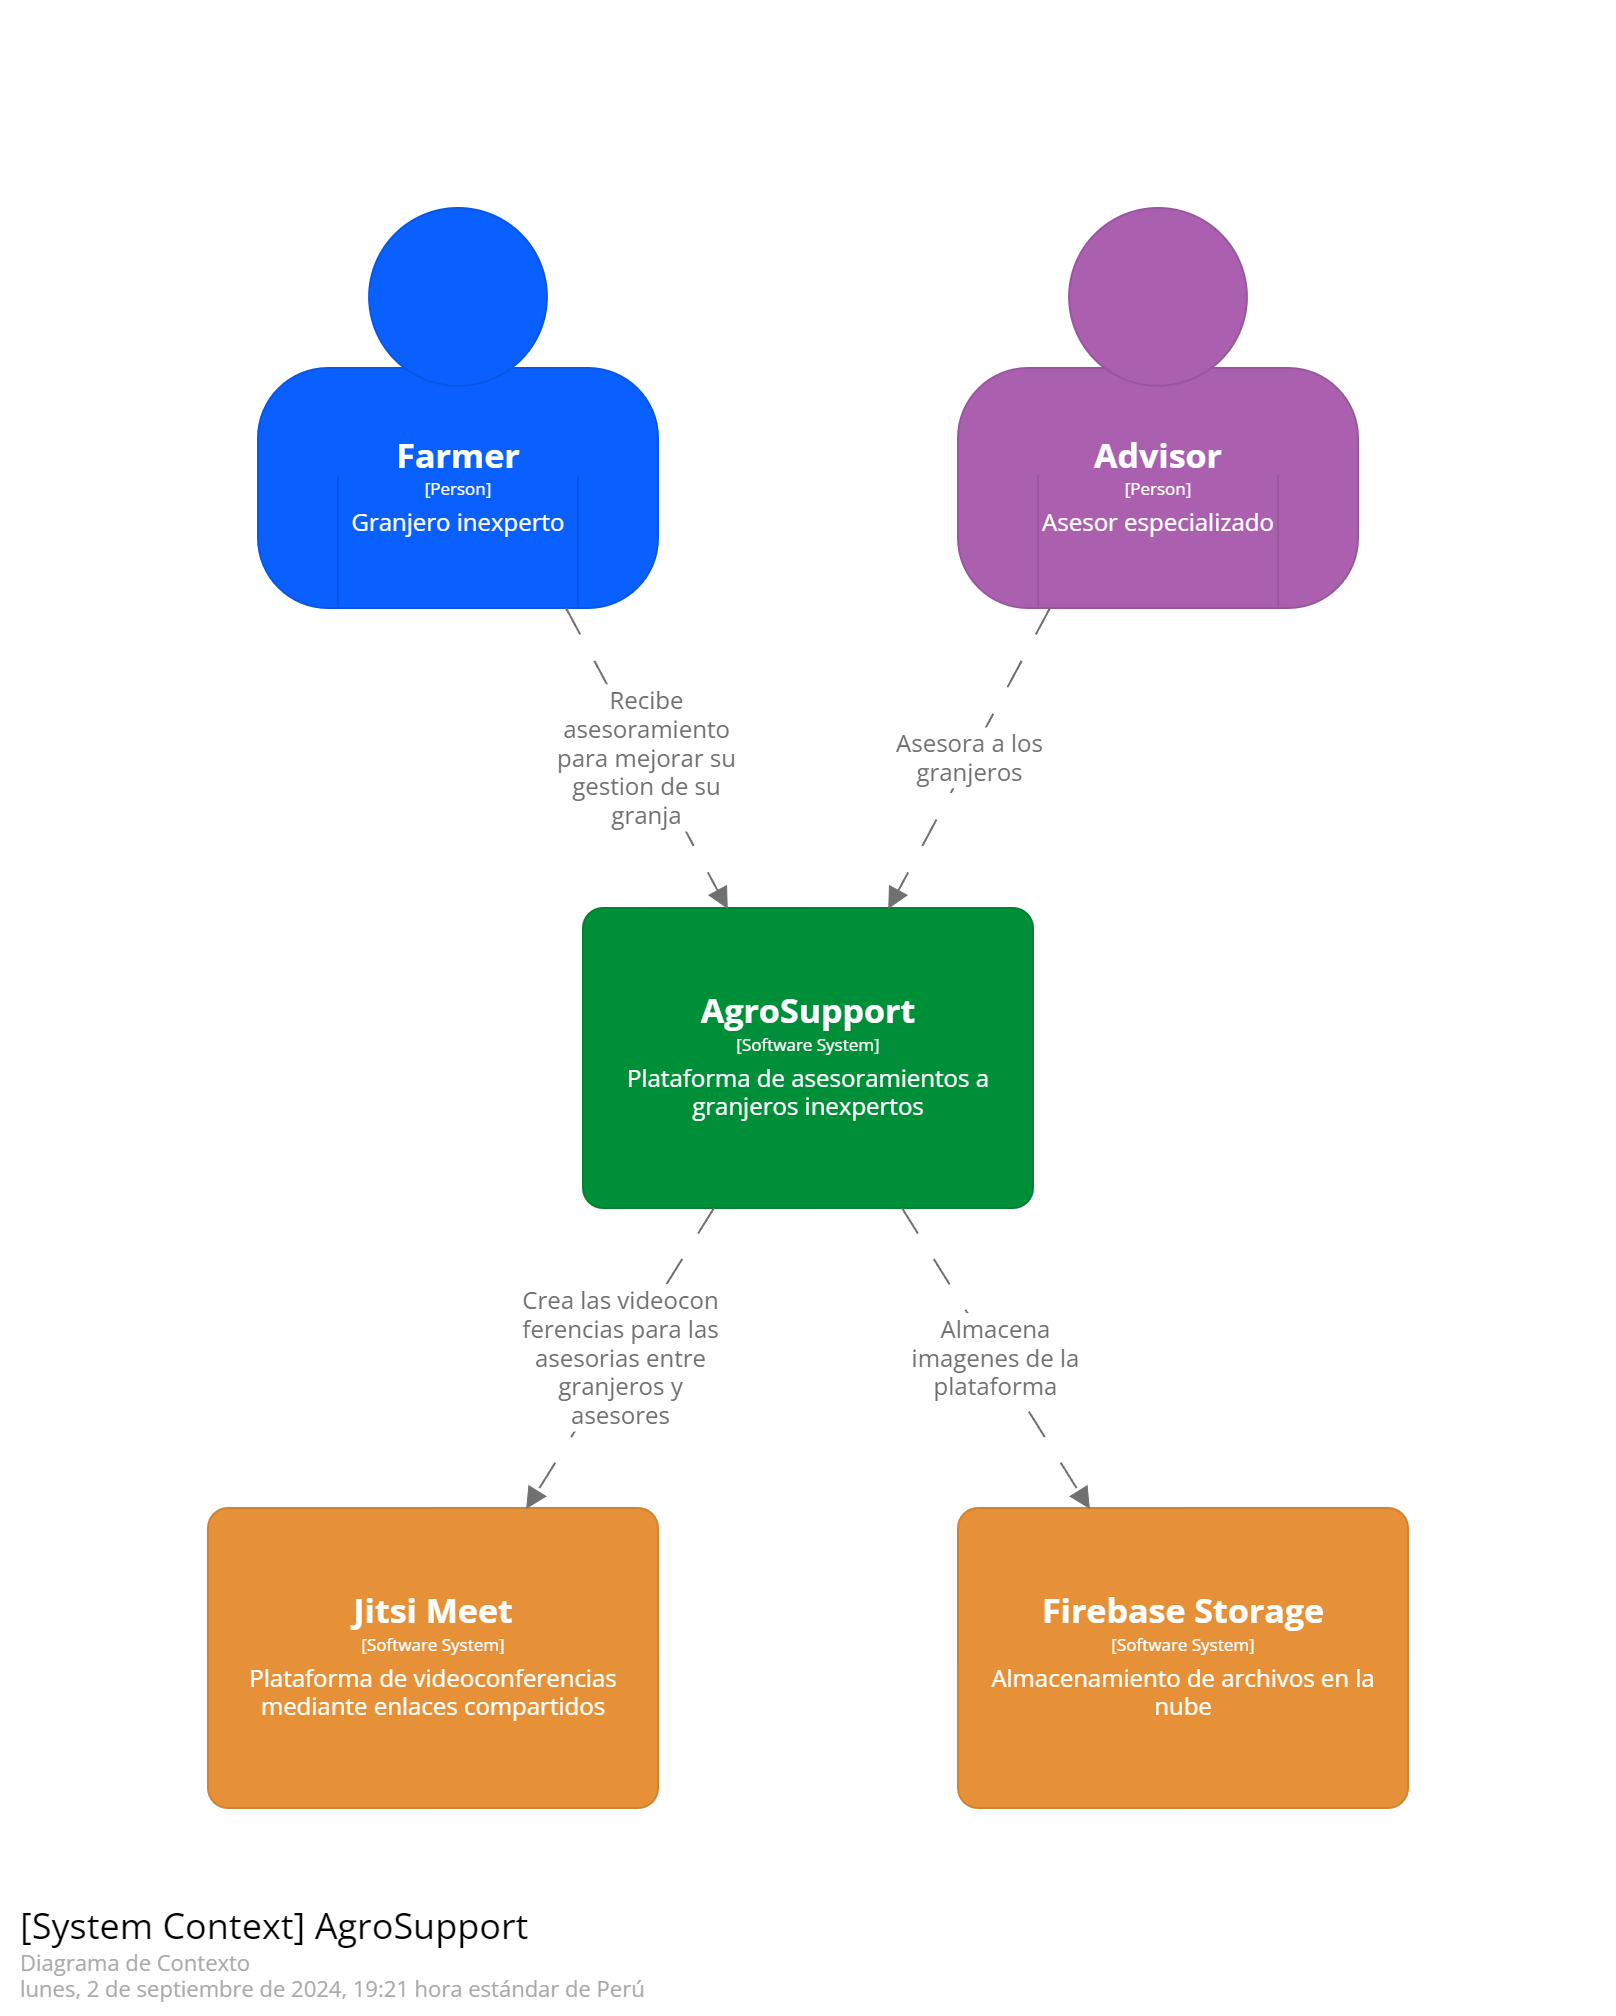 Farmer
[Person]
Granjero inexperto
Advisor
[Person]
Asesor especializado
Recibe
asesoramiento
para mejorar su
gestion de su
granja
Asesora a los
granjeros
AgroSupport
[Software System]
Plataforma de asesoramientos a
granjeros inexpertos
Crea las videocon
ferencias para las
asesorias entre
granjeros y
asesores
Almacena
imagenes de la
plataforma
Jitsi Meet
[Software System]
Plataforma de videoconferencias
mediante enlaces compartidos
Firebase Storage
[Software System]
Almacenamiento de archivos en la
nube
[System Context] AgroSupport
Diagrama de Contexto
lunes, 2 de septiembre de 2024, 19:21 hora estándar de Perú